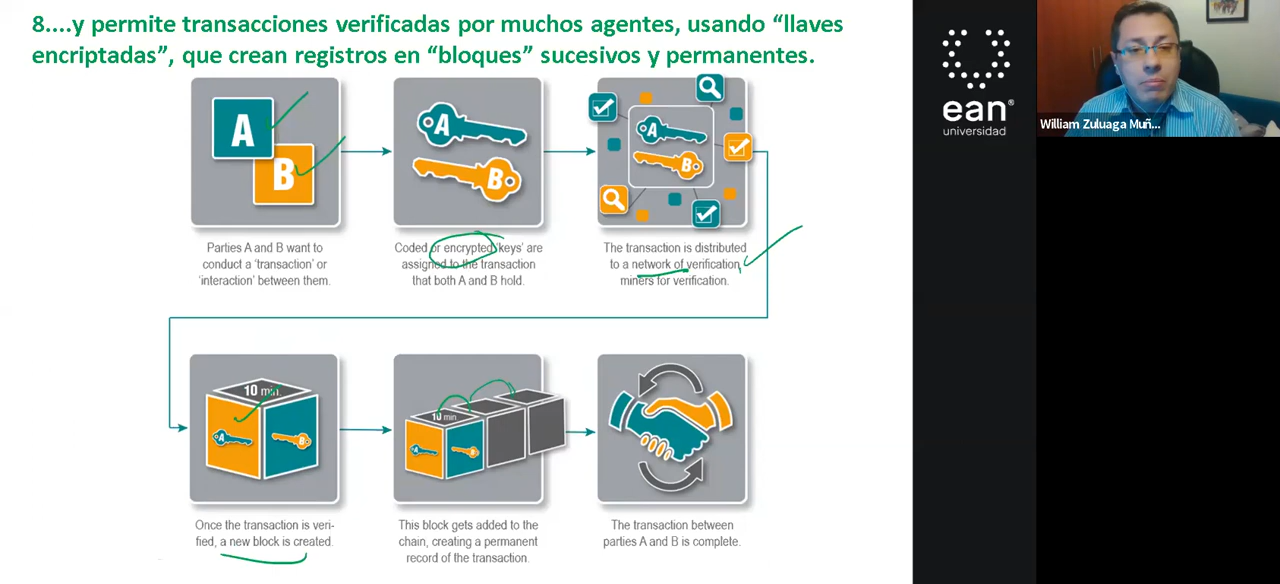 8....y permite transacciones verificadas por muchos agentes, usando “llaves
encriptadas”, que crean registros en “bloques” sucesivos y permanentes.
A
B
A
B
A
B
Parties A and B want to
conduct a ‘transaction’ or
‘interaction’ between them.
Coded or encrypted ‘keys’ are
assigned to the transaction
that both A and B hold.
The transaction is distributed
to a network of verification,
miners for verification.
10 min.
A
B
10 min
A
B
Once the transaction is veri-
fied, a new block is created.
This block gets added to the
chain, creating a permanent
record of the transaction.
The transaction between
parties A and B is complete.
ean®
universidad
William Zuluaga Muñ...